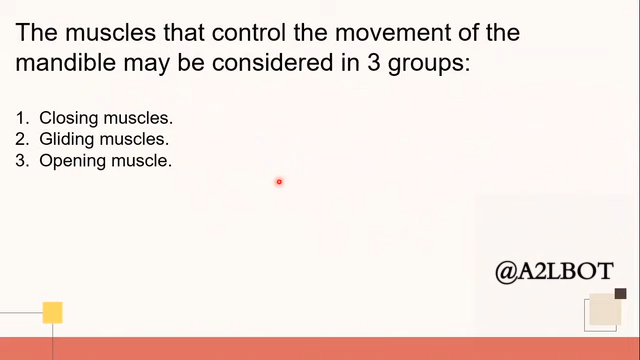 The muscles that control the movement of the
mandible may be considered in 3 groups:
1. Closing muscles.
2. Gliding muscles.
3. Opening muscle.
@A2LBOT